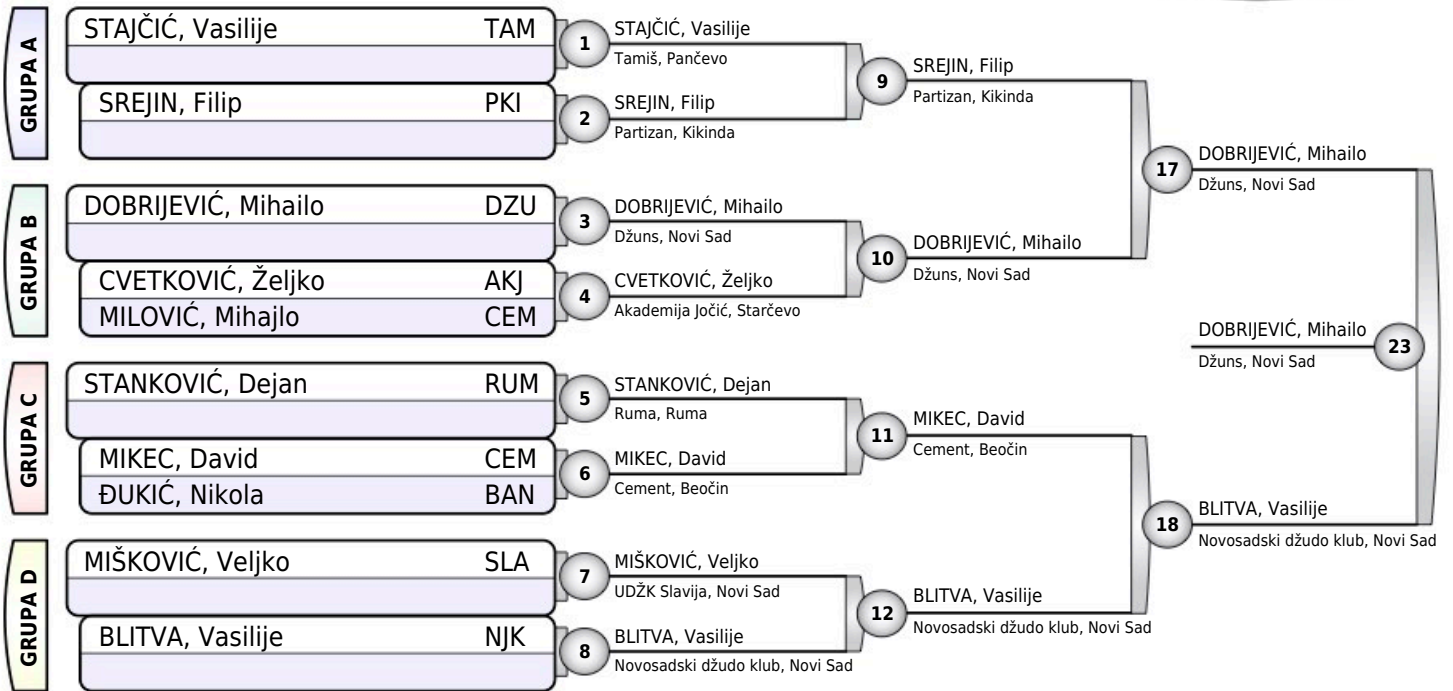 GRUPA A
STAJČIĆ, Vasilije TAM
SREJIN, Filip PKI
GRUPA B
DOBRIJEVIĆ, Mihailo DZU
CVETKOVIĆ, Željko AKJ
MILOVIĆ, Mihajlo CEM
GRUPA C
STANKOVIĆ, Dejan RUM
MIKEC, David CEM
ĐUKIĆ, Nikola BAN
GRUPA D
MIŠKOVIĆ, Veljko SLA
BLITVA, Vasilije NJK
1
STAJČIĆ, Vasilije
Tamiš, Pančevo
2
SREJIN, Filip
Partizan, Kikinda
3
DOBRIJEVIĆ, Mihailo
Džuns, Novi Sad
4
CVETKOVIĆ, Željko
Akademija Jočić, Starčevo
5
STANKOVIĆ, Dejan
Ruma, Ruma
6
MIKEC, David
Cement, Beočin
7
MIŠKOVIĆ, Veljko
UDŽK Slavija, Novi Sad
8
BLITVA, Vasilije
Novosadski džudo klub, Novi Sad
9
SREJIN, Filip
Partizan, Kikinda
10
DOBRIJEVIĆ, Mihailo
Džuns, Novi Sad
11
MIKEC, David
Cement, Beočin
12
BLITVA, Vasilije
Novosadski džudo klub, Novi Sad
17
DOBRIJEVIĆ, Mihailo
Džuns, Novi Sad
18
BLITVA, Vasilije
Novosadski džudo klub, Novi Sad
DOBRIJEVIĆ, Mihailo
Džuns, Novi Sad
23